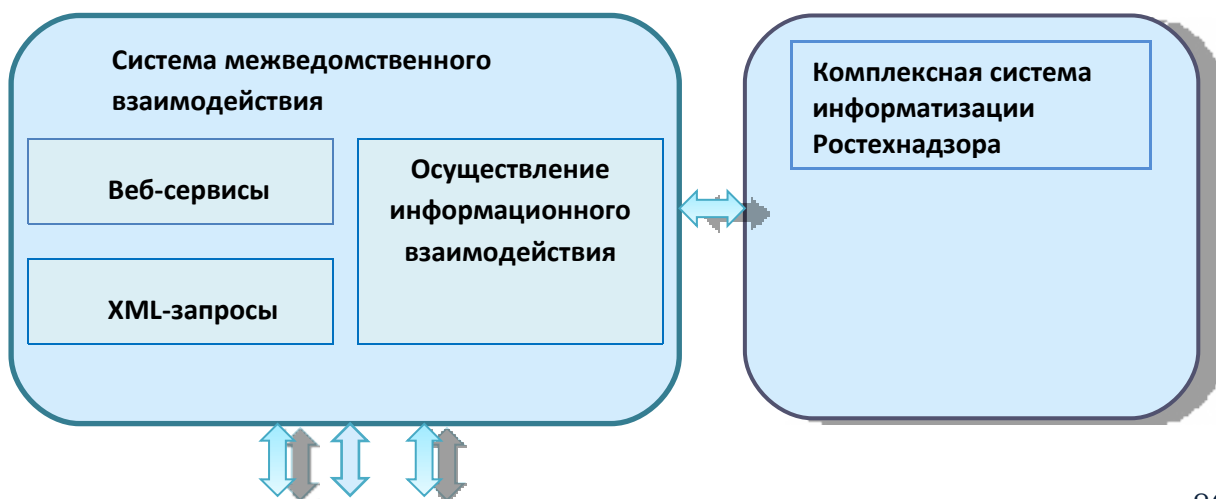 Система межведомственного
взаимодействия
Веб-сервисы
XML-запросы
Осуществление
информационного
взаимодействия
Комплексная система
информатизации
Ростехнадзора